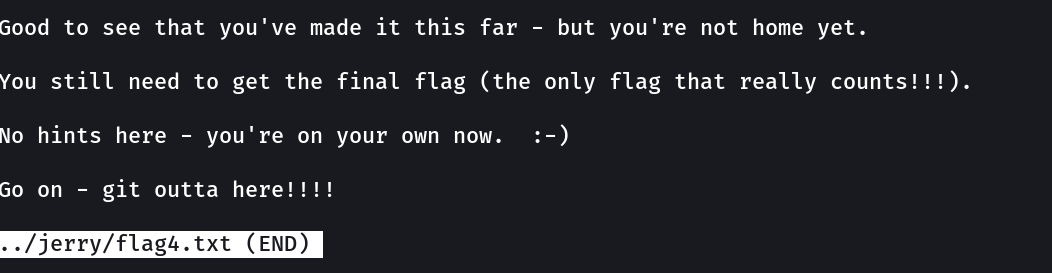 Good to see that you've made it this far - but you're not home yet.
You still need to get the final flag (the only flag that really counts!!!).
No hints here - you're on your own now.  :-)
Go on - git outta here!!!!
../jerry/flag4.txt (END)